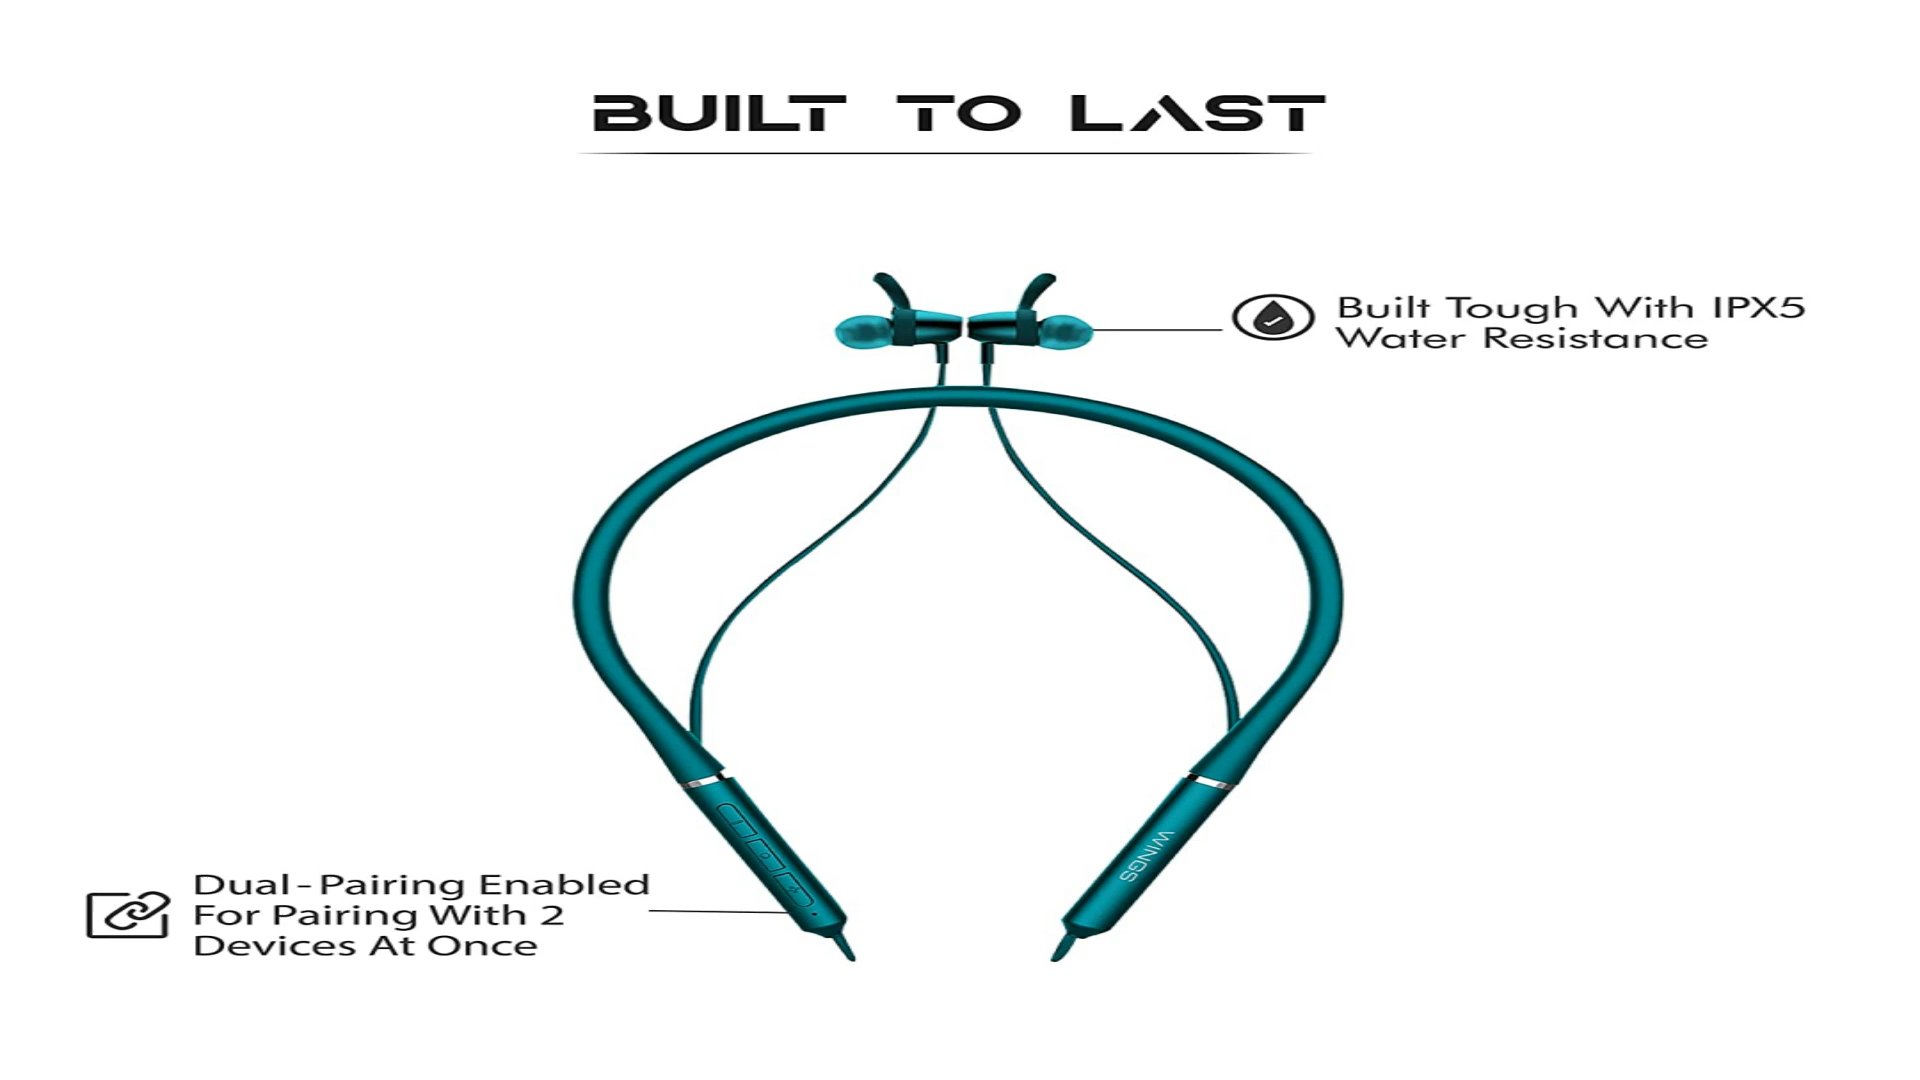 BUILT TO LAST
Built Tough With IPX5
Water Resistance
Dual-Pairing Enabled
For Pairing With 2
Devices At Once
WINGS